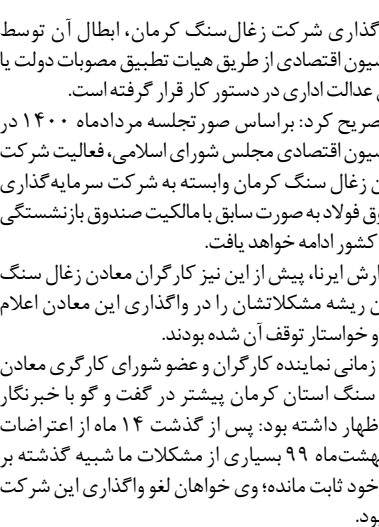 گذاری شرکت زغال‌سنگ کرمان، ابطال آن توسط
سیون اقتصادی از طریق هیات تطبیق مصوبات دولت یا
عدالت اداری در دستور کار قرار گرفته است.
صریح کرد: براساس صورتجلسه مردادماه ۱۴۰۰ در
سیون اقتصادی مجلس شورای اسلامی، فعالیت شرکت
ن زغال سنگ کرمان وابسته به شرکت سرمایه‌گذاری
وق فولاد به صورت سابق با مالکیت صندوق بازنشستگی
کشور ادامه خواهد یافت.
ارش ایرنا، پیش از این نیز کارگران معادن زغال سنگ
ن ریشه مشکلاتشان را در واگذاری این معادن اعلام
و خواستار توقف آن شده بودند.
زمانی نماینده کارگران و عضو شورای کارگری معادن
سنگ استان کرمان پیشتر در گفت و گو با خبرنگار
ظهار داشته بود: پس از گذشت ۱۴ ماه از اعتراضات
هشت‌ماه ۹۹ بسیاری از مشکلات ما شبیه گذشته بر
خود ثابت مانده؛ وی خواهان لغو واگذاری این شرکت
ود.